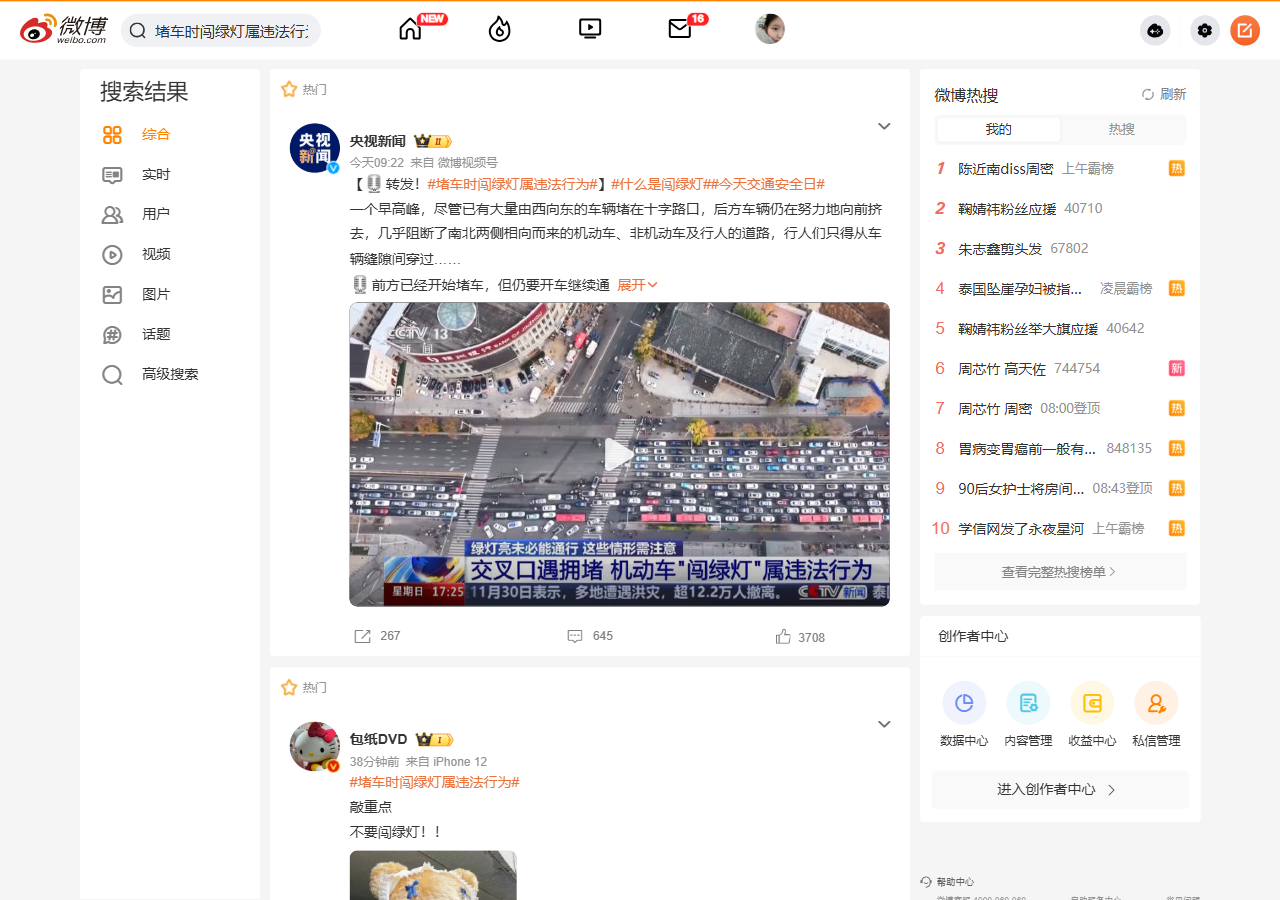 微博
weibo.com
堵车时闯绿灯属违法行为
NEW
16
搜索结果
综合
实时
用户
视频
图片
话题
高级搜索
热门
央视新闻
央视新闻 II
今天09:22 来自 微博视频号
【转发！#堵车时闯绿灯属违法行为#】#什么是闯绿灯##今天交通安全日#
一个早高峰，尽管已有大量由西向东的车辆堵在十字路口，后方车辆仍在努力地向前挤
去，几乎阻断了南北两侧相向而来的机动车、非机动车及行人的道路，行人们只得从车
辆缝隙间穿过……
前方已经开始堵车，但仍要开车继续通 展开
CCTV 13
新闻
绿灯亮未必能通行 这些情形需注意
交叉口遇拥堵 机动车"闯绿灯"属违法行为
星期日 17:25 11月30日表示，多地遭遇洪灾，超12.2万人撤离。 CCTV 新闻 泰国
267
645
3708
热门
包纸DVD I
38分钟前 来自 iPhone 12
#堵车时闯绿灯属违法行为#
敲重点
不要闯绿灯！！
微博热搜
刷新
我的
热搜
1 陈近南diss周密 上午霸榜 热
2 鞠婧祎粉丝应援 40710
3 朱志鑫剪头发 67802
4 泰国坠崖孕妇被指... 凌晨霸榜 热
5 鞠婧祎粉丝举大旗应援 40642
6 周芯竹 高天佐 744754 新
7 周芯竹 周密 08:00登顶 热
8 胃病变胃癌前一般有... 848135 热
9 90后女护士将房间... 08:43登顶 热
10 学信网发了永夜星河 上午霸榜 热
查看完整热搜榜单
创作者中心
数据中心
内容管理
收益中心
私信管理
进入创作者中心
帮助中心